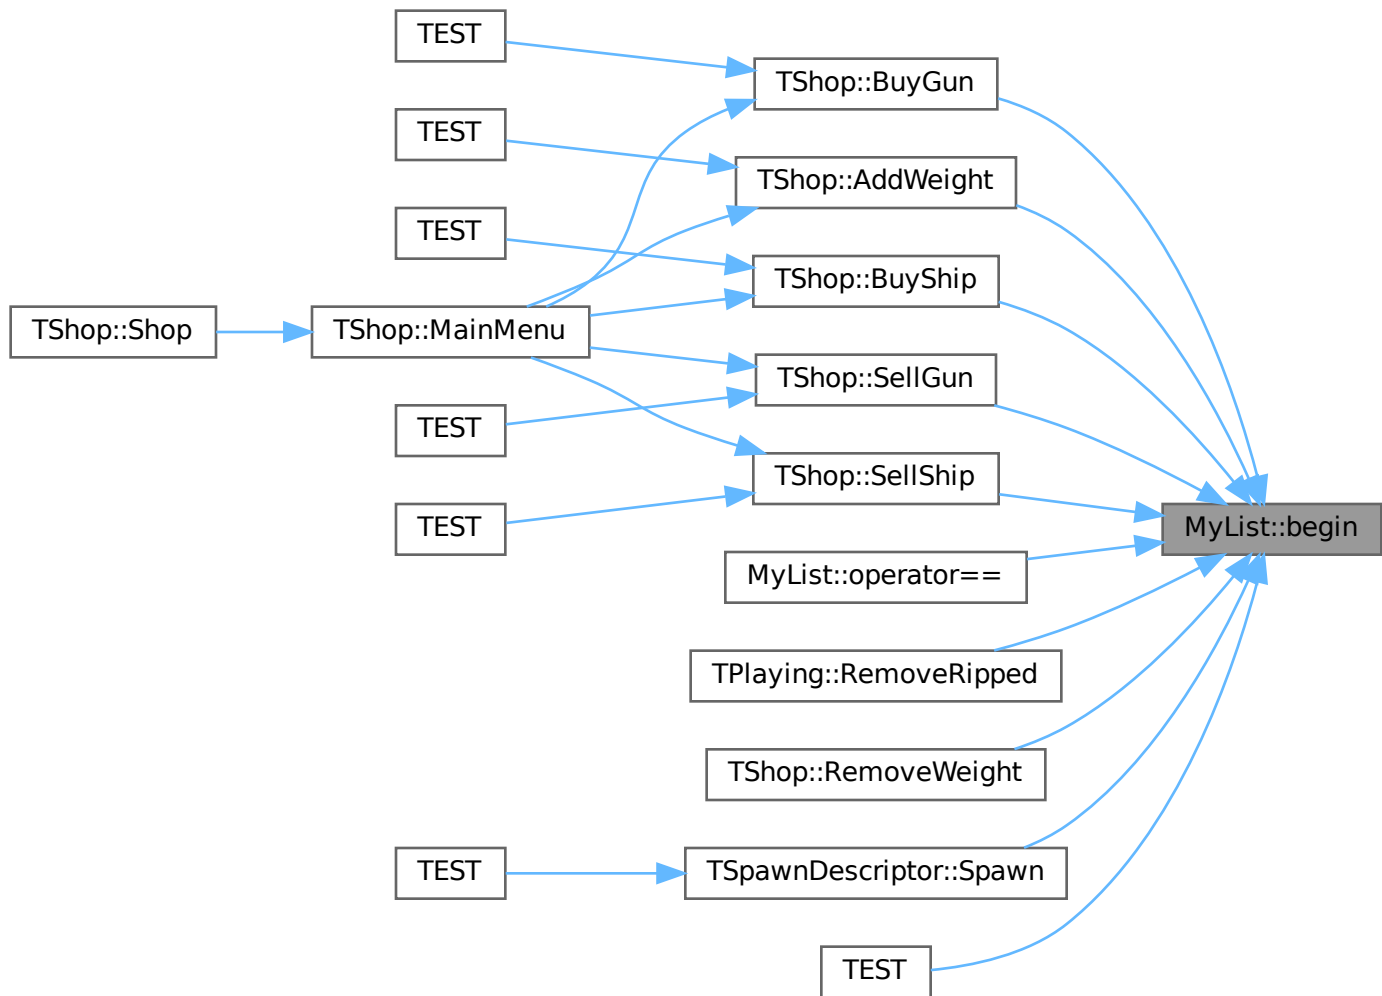 TEST
TShop::BuyGun
TEST
TShop::AddWeight
TEST
TShop::BuyShip
TShop::Shop
TShop::MainMenu
TShop::SellGun
TEST
TShop::SellShip
TEST
MyList::begin
MyList::operator==
TPlaying::RemoveRipped
TShop::RemoveWeight
TEST
TSpawnDescriptor::Spawn
TEST